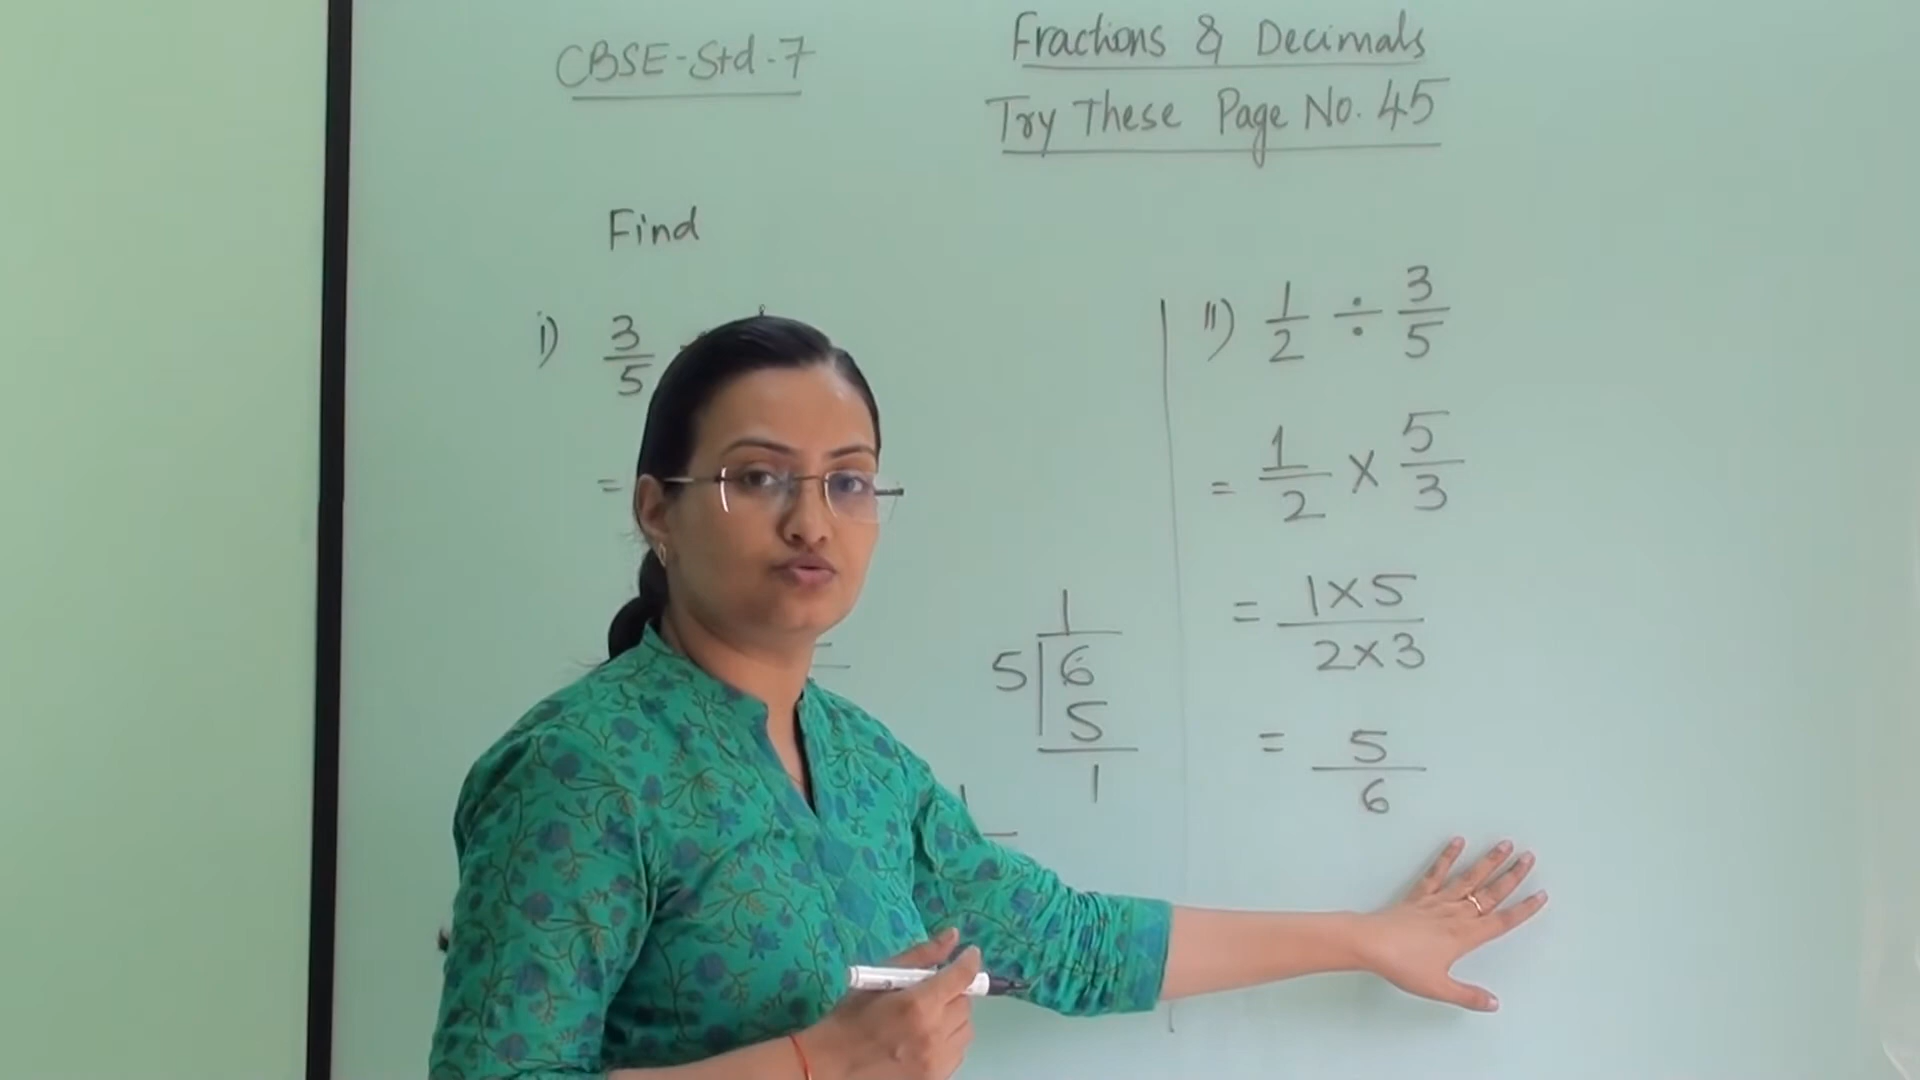 CBSE-Std-7
Fractions & Decimals
Try These Page No. 45
Find
i) 3/5
=
1
5 6
5
1
ii) 1/2 ÷ 3/5
= 1/2 × 5/3
= 1×5/2×3
= 5/6